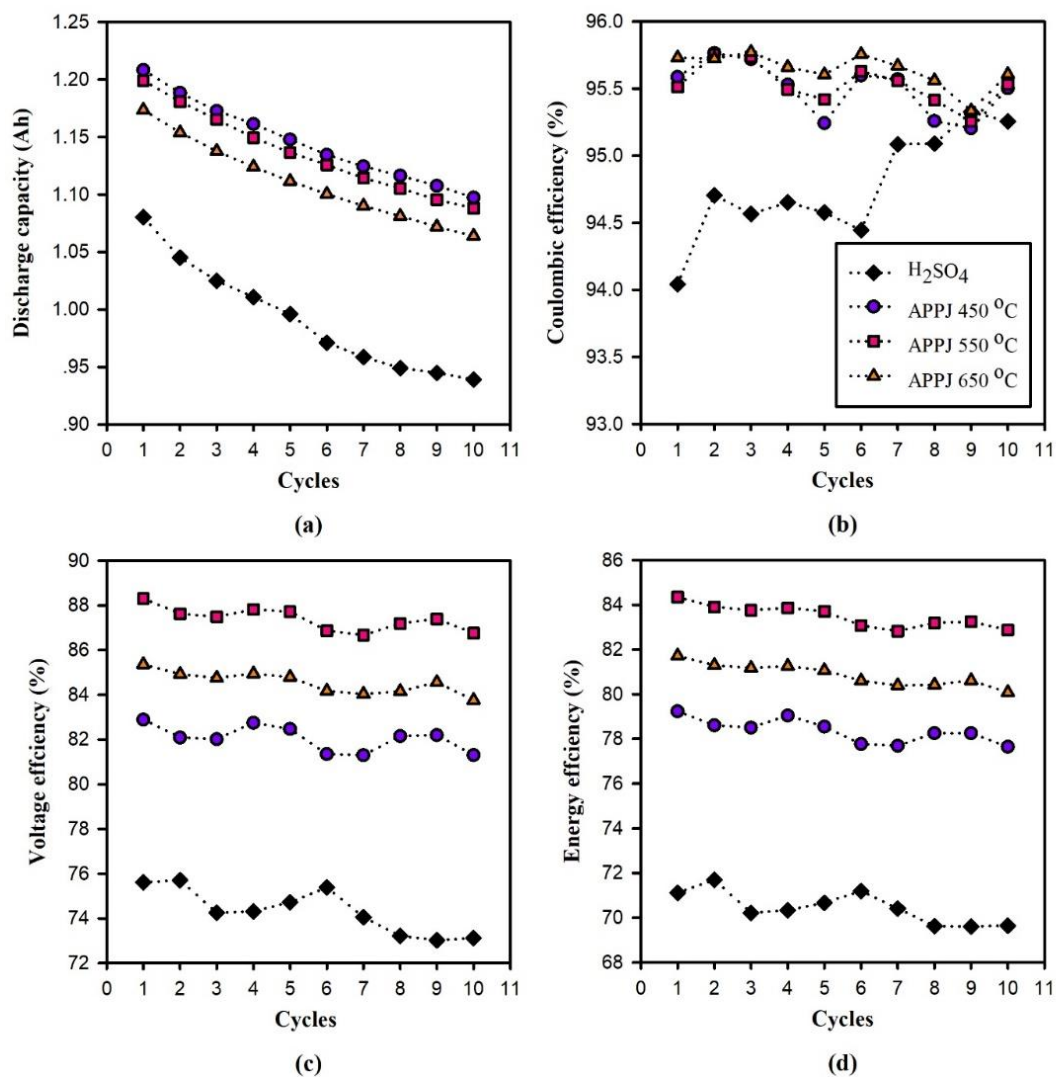 1.25
1.20
1.15
1.10
1.05
1.00
.95
.90
Discharge capacity (Ah)
0 1 2 3 4 5 6 7 8 9 10 11
Cycles
(a)
96.0
95.5
95.0
94.5
94.0
93.5
93.0
Coulombic efficiency (%)
H2SO4
APPJ 450 °C
APPJ 550 °C
APPJ 650 °C
0 1 2 3 4 5 6 7 8 9 10 11
Cycles
(b)
90
88
86
84
82
80
78
76
74
72
Voltage effciency (%)
0 1 2 3 4 5 6 7 8 9 10 11
Cycles
(c)
86
84
82
80
78
76
74
72
70
68
Energy effciency (%)
0 1 2 3 4 5 6 7 8 9 10 11
Cycles
(d)